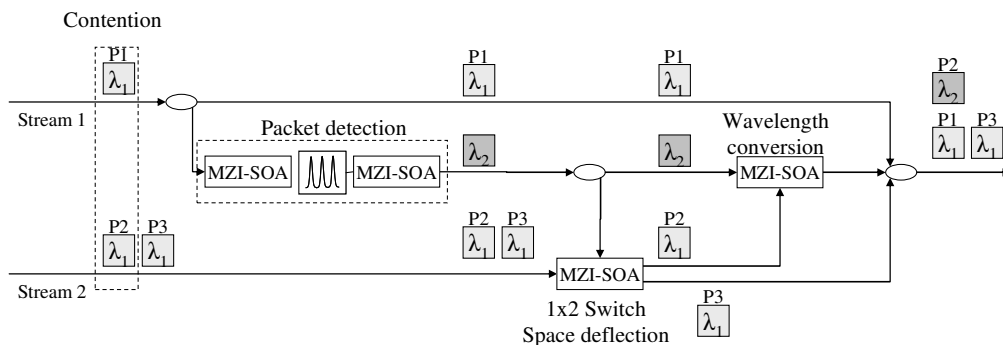 Contention
P1
λ1
Stream 1
P2 P3
λ1 λ1
Stream 2
Packet detection
MZI-SOA
MZI-SOA
P1
λ1
λ2
P2 P3
λ1 λ1
P1
λ1
λ2
Wavelength
conversion
MZI-SOA
P2
λ1
MZI-SOA
1x2 Switch
Space deflection
P3
λ1
P2
λ2
P1 P3
λ1 λ1